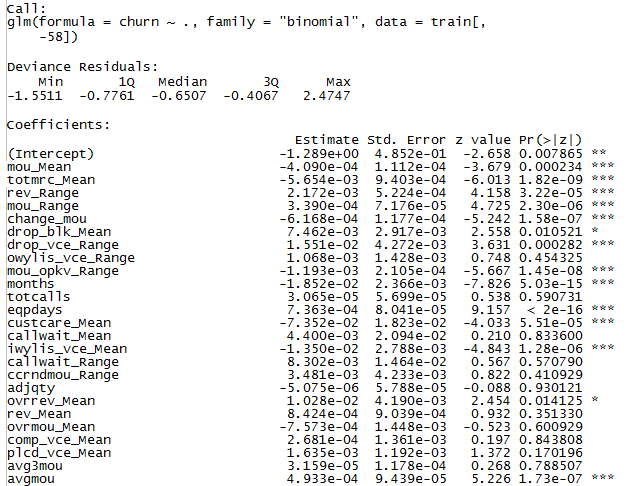 Call:
glm(formula = churn ~ ., family = "binomial", data = train[,
    -58])
Deviance Residuals:
    Min       1Q   Median       3Q      Max
-1.5511  -0.7761  -0.6507  -0.4067   2.4747
Coefficients:
                   Estimate Std. Error z value Pr(>|z|)
(Intercept)      -1.289e+00  4.852e-01  -2.658 0.007865 **
mou_Mean         -4.090e-04  1.112e-04  -3.679 0.000234 ***
totmrc_Mean      -5.654e-03  9.403e-04  -6.013 1.82e-09 ***
rev_Range         2.172e-03  5.224e-04   4.158 3.22e-05 ***
mou_Range         3.390e-04  7.176e-05   4.725 2.30e-06 ***
change_mou       -6.168e-04  1.177e-04  -5.242 1.58e-07 ***
drop_blk_Mean     7.462e-03  2.917e-03   2.558 0.010521 *
drop_vce_Range    1.551e-02  4.272e-03   3.631 0.000282 ***
owylis_vce_Range  1.068e-03  1.428e-03   0.748 0.454325
mou_opkv_Range   -1.193e-03  2.105e-04  -5.667 1.45e-08 ***
months           -1.852e-02  2.366e-03  -7.826 5.03e-15 ***
totcalls          3.065e-05  5.699e-05   0.538 0.590731
eqpdays           7.363e-04  8.041e-05   9.157  < 2e-16 ***
custcare_Mean    -7.352e-02  1.823e-02  -4.033 5.51e-05 ***
callwait_Mean     4.400e-03  2.094e-02   0.210 0.833600
iwylis_vce_Mean  -1.350e-02  2.788e-03  -4.843 1.28e-06 ***
callwait_Range    8.302e-03  1.464e-02   0.567 0.570790
ccrndmou_Range    3.481e-03  4.233e-03   0.822 0.410929
adjqty           -5.075e-06  5.788e-05  -0.088 0.930121
ovrrev_Mean       1.028e-02  4.190e-03   2.454 0.014125 *
rev_Mean          8.424e-04  9.039e-04   0.932 0.351330
ovrmou_Mean      -7.573e-04  1.448e-03  -0.523 0.600929
comp_vce_Mean     2.681e-04  1.361e-03   0.197 0.843808
plcd_vce_Mean     1.635e-03  1.192e-03   1.372 0.170196
avg3mou           3.159e-05  1.178e-04   0.268 0.788507
avgmou            4.933e-04  9.439e-05   5.226 1.73e-07 ***